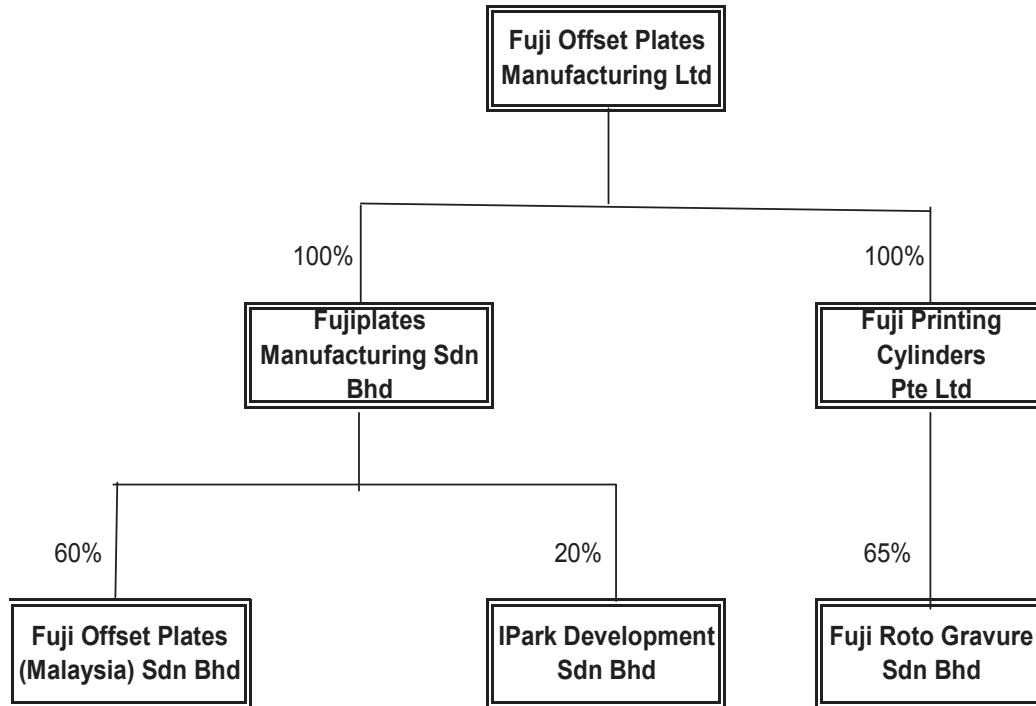 Fuji Offset Plates
Manufacturing Ltd
100%
100%
Fujiplates
Manufacturing Sdn
Bhd
Fuji Printing
Cylinders
Pte Ltd
60%
20%
65%
Fuji Offset Plates
(Malaysia) Sdn Bhd
IPark Development
Sdn Bhd
Fuji Roto Gravure
Sdn Bhd